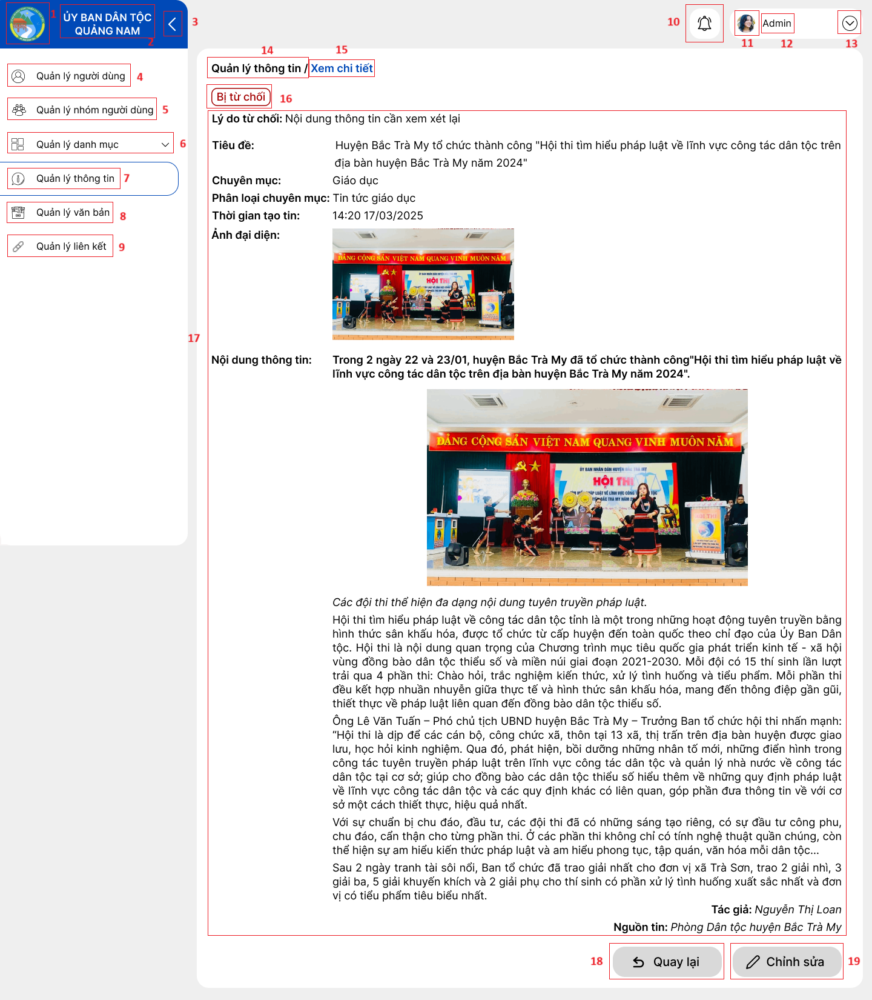 1
ỦY BAN DÂN TỘC
QUẢNG NAM
2
3
10
11
Admin
12
13
Quản lý người dùng
4
Quản lý nhóm người dùng
5
Quản lý danh mục
6
Quản lý thông tin
7
Quản lý văn bản
8
Quản lý liên kết
9
14
15
Quản lý thông tin / Xem chi tiết
Bị từ chối
16
17
Lý do từ chối: Nội dung thông tin cần xem xét lại
Tiêu đề: Huyện Bắc Trà My tổ chức thành công "Hội thi tìm hiểu pháp luật về lĩnh vực công tác dân tộc trên
địa bàn huyện Bắc Trà My năm 2024"
Chuyên mục: Giáo dục
Phân loại chuyên mục: Tin tức giáo dục
Thời gian tạo tin: 14:20 17/03/2025
Ảnh đại diện:
ĐẢNG CỘNG SẢN VIỆT NAM QUANG VINH MUÔN NĂM
ỦY BAN NHÂN DÂN HUYỆN BẮC TRÀ MY
HỘI THI
Nội dung thông tin: Trong 2 ngày 22 và 23/01, huyện Bắc Trà My đã tổ chức thành công"Hội thi tìm hiểu pháp luật về
lĩnh vực công tác dân tộc trên địa bàn huyện Bắc Trà My năm 2024".
ĐẢNG CỘNG SẢN VIỆT NAM QUANG VINH MUÔN NĂM
ỦY BAN NHÂN DÂN HUYỆN BẮC TRÀ MY
HỘI THI
HỘI THI
Các đội thi thể hiện đa dạng nội dung tuyên truyền pháp luật.
Hội thi tìm hiểu pháp luật về công tác dân tộc tỉnh là một trong những hoạt động tuyên truyền bằng
hình thức sân khấu hóa, được tổ chức từ cấp huyện đến toàn quốc theo chỉ đạo của Ủy Ban Dân
tộc. Hội thi là nội dung quan trọng của Chương trình mục tiêu quốc gia phát triển kinh tế - xã hội
vùng đồng bào dân tộc thiểu số và miền núi giai đoạn 2021-2030. Mỗi đội có 15 thí sinh lần lượt
trải qua 4 phần thi: Chào hỏi, trắc nghiệm kiến thức, xử lý tình huống và tiểu phẩm. Mỗi phần thi
đều kết hợp nhuần nhuyễn giữa thực tế và hình thức sân khấu hóa, mang đến thông điệp gần gũi,
thiết thực về pháp luật liên quan đến đồng bào dân tộc thiểu số.
Ông Lê Văn Tuấn – Phó chủ tịch UBND huyện Bắc Trà My – Trưởng Ban tổ chức hội thi nhấn mạnh:
“Hội thi là dịp để các cán bộ, công chức xã, thôn tại 13 xã, thị trấn trên địa bàn huyện được giao
lưu, học hỏi kinh nghiệm. Qua đó, phát hiện, bồi dưỡng những nhân tố mới, những điển hình trong
công tác tuyên truyền pháp luật trên lĩnh vực công tác dân tộc và quản lý nhà nước về công tác
dân tộc tại cơ sở; giúp cho đồng bào các dân tộc thiểu số hiểu thêm về những quy định pháp luật
về lĩnh vực công tác dân tộc và các quy định khác có liên quan, góp phần đưa thông tin về với cơ
sở một cách thiết thực, hiệu quả nhất.
Với sự chuẩn bị chu đáo, đầu tư, các đội thi đã có những sáng tạo riêng, có sự đầu tư công phu,
chu đáo, cẩn thận cho từng phần thi. Ở các phần thi không chỉ có tính nghệ thuật quần chúng, còn
thể hiện sự am hiểu kiến thức pháp luật và am hiểu phong tục, tập quán, văn hóa mỗi dân tộc...
Sau 2 ngày tranh tài sôi nổi, Ban tổ chức đã trao giải nhất cho đơn vị xã Trà Sơn, trao 2 giải nhì, 3
giải ba, 5 giải khuyến khích và 2 giải phụ cho thí sinh có phần xử lý tình huống xuất sắc nhất và đơn
vị có tiểu phẩm tiêu biểu nhất.
Tác giả: Nguyễn Thị Loan
Nguồn tin: Phòng Dân tộc huyện Bắc Trà My
18
Quay lại
Chỉnh sửa
19